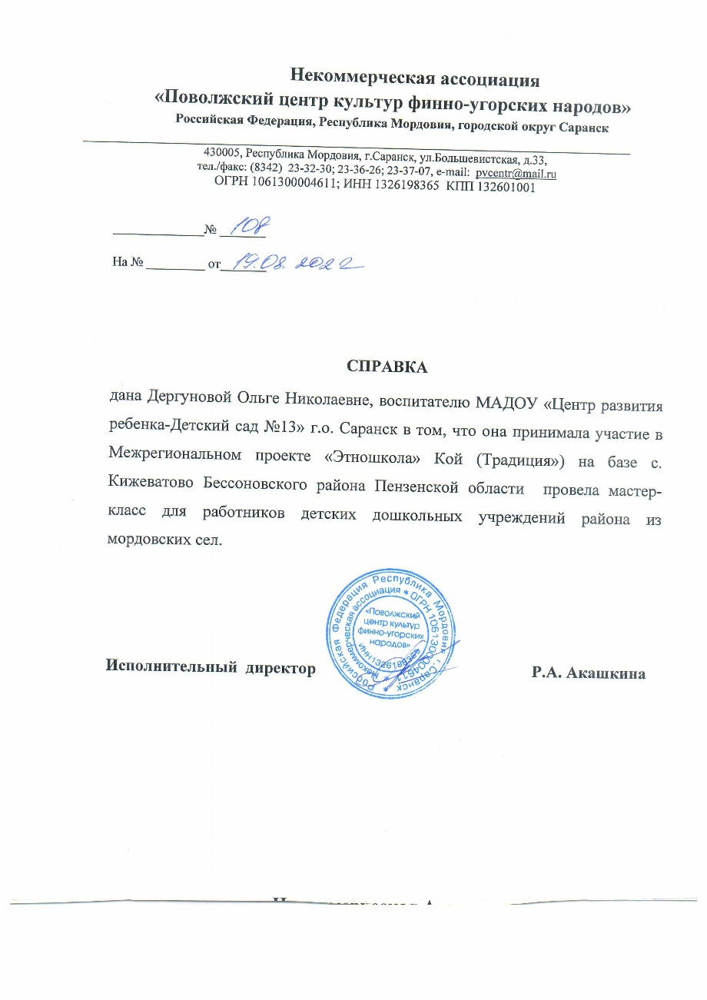 Некоммерческая ассоциация
«Поволжский центр культур финно-угорских народов»
Российская Федерация, Республика Мордовия, городской округ Саранск
430005, Республика Мордовия, г.Саранск, ул.Большевистская, д.33,
тел./факс: (8342) 23-32-30; 23-36-26; 23-37-07, e-mail: pvcentr@mail.ru
ОГРН 1061300004611; ИНН 1326198365 КПП 132601001
______________№ 108
На № _________ от 19.08.2022
СПРАВКА
дана Дергуновой Ольге Николаевне, воспитателю МАДОУ «Центр развития
ребенка-Детский сад №13» г.о. Саранск в том, что она принимала участие в
Межрегиональном проекте «Этношкола» Кой (Традиция») на базе с.
Кижеватово Бессоновского района Пензенской области провела мастер-
класс для работников детских дошкольных учреждений района из
мордовских сел.
Российская Федерация Республика Мордовия г.Саранск *
Некоммерческая ассоциация * ОГРН 1061300004611 *
«Поволжский
центр культур
финно-угорских
народов»
ИНН1326198365
Исполнительный директор Р.А. Акашкина